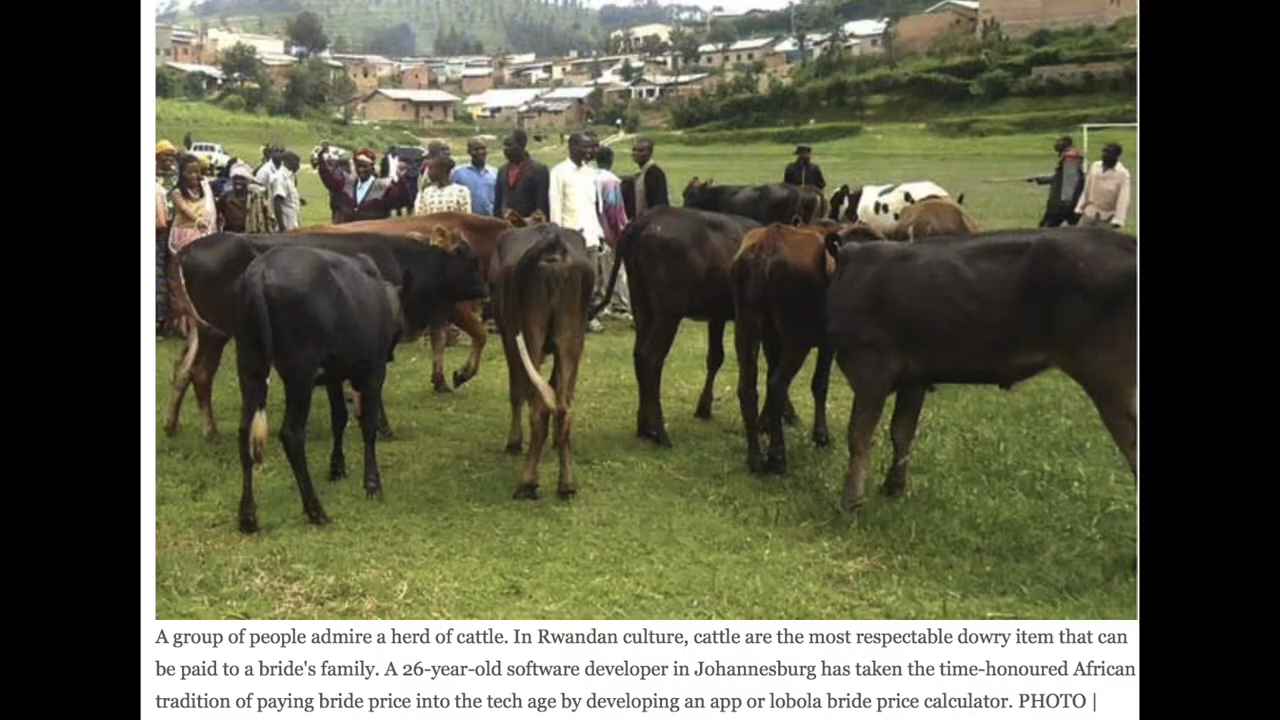 A group of people admire a herd of cattle. In Rwandan culture, cattle are the most respectable dowry item that can
be paid to a bride's family. A 26-year-old software developer in Johannesburg has taken the time-honoured African
tradition of paying bride price into the tech age by developing an app or lobola bride price calculator. PHOTO |